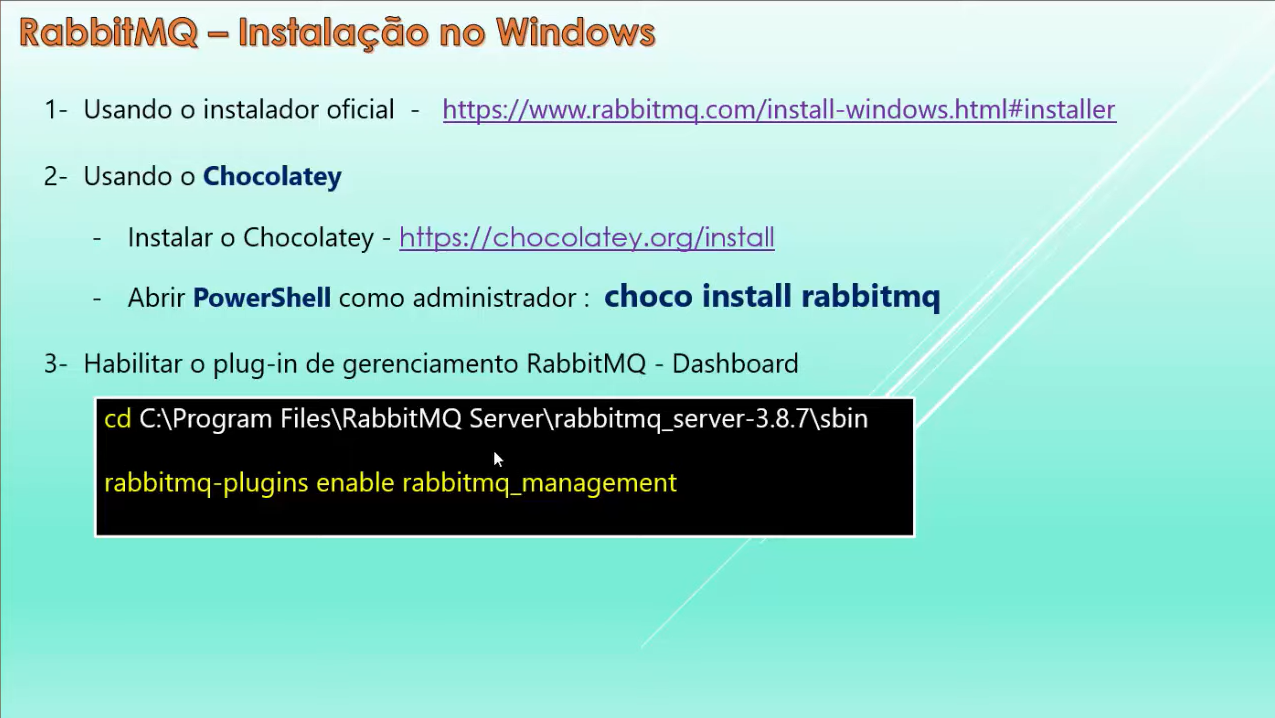 RabbitMQ – Instalação no Windows
1- Usando o instalador oficial - https://www.rabbitmq.com/install-windows.html#installer
2- Usando o Chocolatey
- Instalar o Chocolatey - https://chocolatey.org/install
- Abrir PowerShell como administrador : choco install rabbitmq
3- Habilitar o plug-in de gerenciamento RabbitMQ - Dashboard
cd C:\Program Files\RabbitMQ Server\rabbitmq_server-3.8.7\sbin
rabbitmq-plugins enable rabbitmq_management